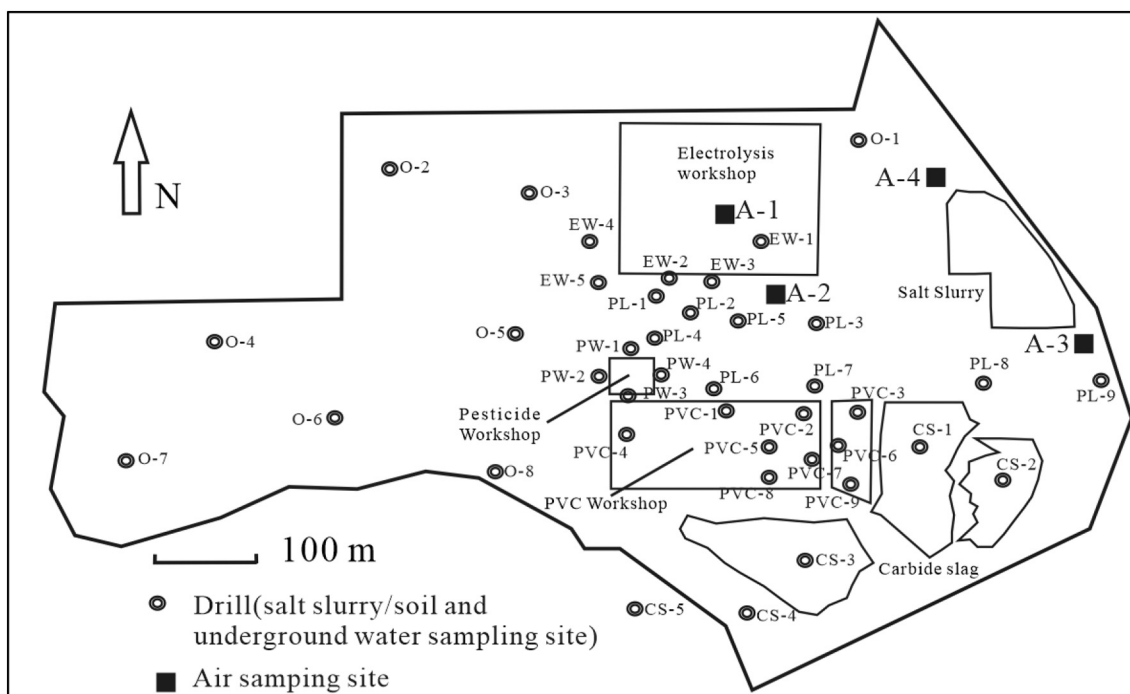 O-1
Electrolysis
workshop
O-2
A-4
N
O-3
A-1
EW-4
EW-1
EW-2
EW-3
EW-5
Salt Slurry
PL-1
A-2
PL-2
PL-5
PL-3
O-5
PL-4
O-4
A-3
PW-1
PW-4
PL-7
PL-8
PW-2
PL-6
PL-9
PW-3
PVC-3
Pesticide
Workshop
PVC-1
O-6
PVC-2
CS-1
PVC-4
PVC-5
PVC-6
O-7
PVC-7
CS-2
O-8
PVC-8
PVC-9
PVC Workshop
100 m
CS-3
Carbide slag
Drill(salt slurry/soil and
underground water sampling site)
CS-5
CS-4
Air samping site